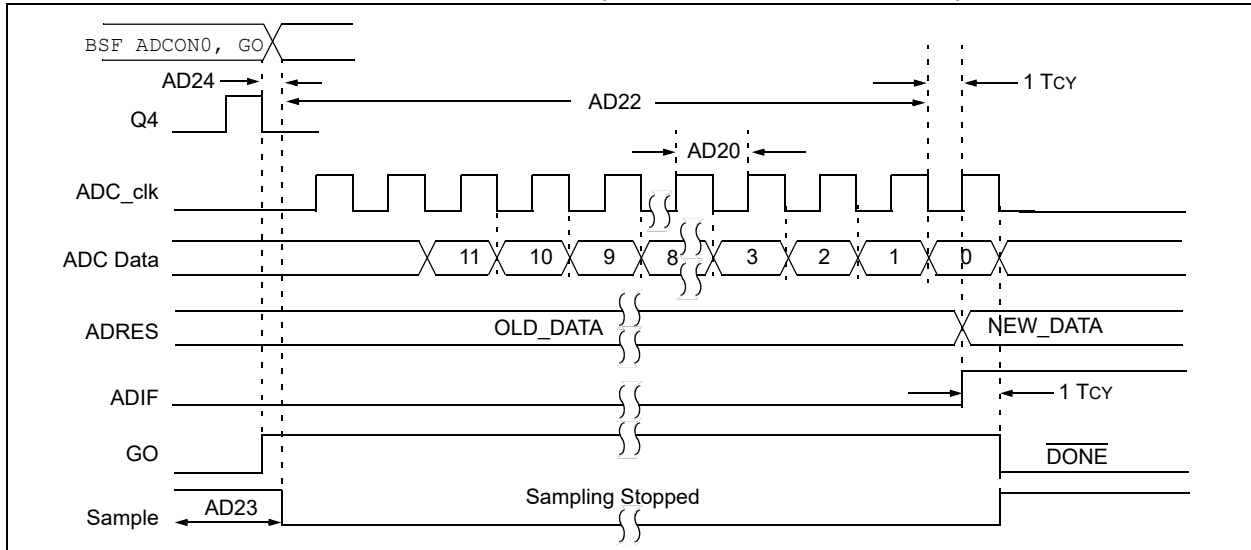 BSF ADCON0, GO
AD24
1 TCY
AD22
Q4
AD20
ADC_clk
ADC Data 11 10 9 8 3 2 1 0
OLD_DATA NEW_DATA
ADRES
ADIF 1 TCY
GO DONE
Sampling Stopped
AD23
Sample